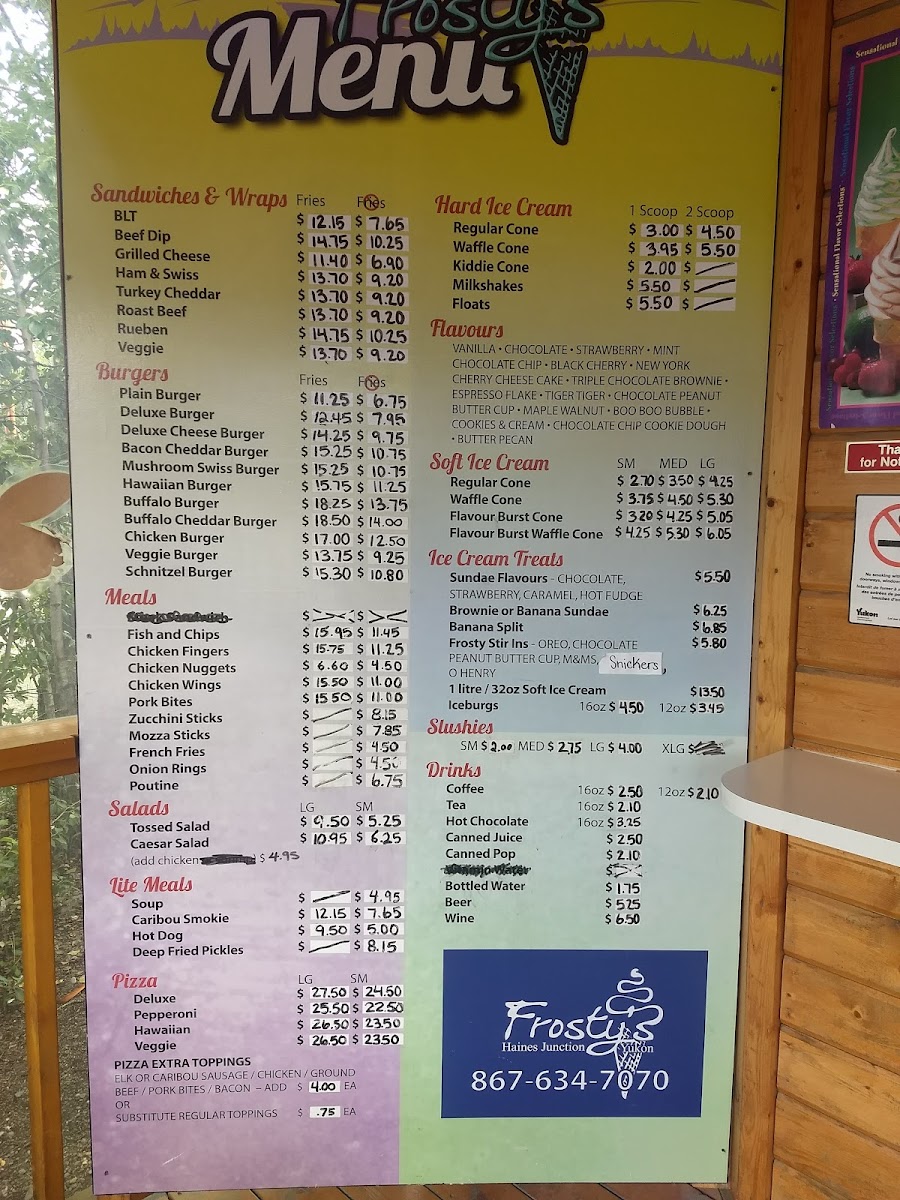 Frosty's
Menu
Sandwiches & Wraps Fries Fries
BLT $ 12.15 $ 7.65
Beef Dip $ 14.75 $ 10.25
Grilled Cheese $ 11.40 $ 6.90
Ham & Swiss $ 13.70 $ 9.20
Turkey Cheddar $ 13.70 $ 9.20
Roast Beef $ 13.70 $ 9.20
Rueben $ 14.75 $ 10.25
Veggie $ 13.70 $ 9.20
Burgers Fries Fries
Plain Burger $ 11.25 $ 6.75
Deluxe Burger $ 12.45 $ 7.95
Deluxe Cheese Burger $ 14.25 $ 9.75
Bacon Cheddar Burger $ 15.25 $ 10.75
Mushroom Swiss Burger $ 15.25 $ 10.75
Hawaiian Burger $ 15.75 $ 11.25
Buffalo Burger $ 18.25 $ 13.75
Buffalo Cheddar Burger $ 18.50 $ 14.00
Chicken Burger $ 17.00 $ 12.50
Veggie Burger $ 13.75 $ 9.25
Schnitzel Burger $ 15.30 $ 10.80
Meals
$ $
Fish and Chips $ 15.95 $ 11.45
Chicken Fingers $ 15.75 $ 11.25
Chicken Nuggets $ 6.60 $ 4.50
Chicken Wings $ 15.50 $ 11.00
Pork Bites $ 15.50 $ 11.00
Zucchini Sticks $ $ 8.15
Mozza Sticks $ $ 7.85
French Fries $ $ 4.50
Onion Rings $ $ 4.50
Poutine $ $ 6.75
Salads LG SM
Tossed Salad $ 9.50 $ 5.25
Caesar Salad $ 10.95 $ 6.25
(add chicken ) $ 4.95
Lite Meals
Soup $ $ 4.95
Caribou Smokie $ 12.15 $ 7.65
Hot Dog $ 9.50 $ 5.00
Deep Fried Pickles $ $ 8.15
Pizza LG SM
Deluxe $ 27.50 $ 24.50
Pepperoni $ 25.50 $ 22.50
Hawaiian $ 26.50 $ 23.50
Veggie $ 26.50 $ 23.50
PIZZA EXTRA TOPPINGS
ELK OR CARIBOU SAUSAGE / CHICKEN / GROUND
BEEF / PORK BITES / BACON – ADD $ 4.00 EA
OR
SUBSTITUTE REGULAR TOPPINGS $ .75 EA
Hard Ice Cream 1 Scoop 2 Scoop
Regular Cone $ 3.00 $ 4.50
Waffle Cone $ 3.95 $ 5.50
Kiddie Cone $ 2.00 $
Milkshakes $ 5.50 $
Floats $ 5.50 $
Flavours
VANILLA • CHOCOLATE • STRAWBERRY • MINT
CHOCOLATE CHIP • BLACK CHERRY • NEW YORK
CHERRY CHEESE CAKE • TRIPLE CHOCOLATE BROWNIE •
ESPRESSO FLAKE • TIGER TIGER • CHOCOLATE PEANUT
BUTTER CUP • MAPLE WALNUT • BOO BOO BUBBLE •
COOKIES & CREAM • CHOCOLATE CHIP COOKIE DOUGH
• BUTTER PECAN
Soft Ice Cream SM MED LG
Regular Cone $ 2.70 $ 3.50 $ 4.25
Waffle Cone $ 3.75 $ 4.50 $ 5.30
Flavour Burst Cone $ 3.20 $ 4.25 $ 5.05
Flavour Burst Waffle Cone $ 4.25 $ 5.30 $ 6.05
Ice Cream Treats
Sundae Flavours - CHOCOLATE, $ 5.50
STRAWBERRY, CARAMEL, HOT FUDGE
Brownie or Banana Sundae $ 6.25
Banana Split $ 6.85
Frosty Stir Ins - OREO, CHOCOLATE $ 5.80
PEANUT BUTTER CUP, M&MS, Snickers,
O HENRY
1 litre / 32oz Soft Ice Cream $ 13.50
Iceburgs 16oz $ 4.50 12oz $ 3.45
Slushies
SM $ 2.00 MED $ 2.75 LG $ 4.00 XLG $
Drinks
Coffee 16oz $ 2.50 12oz $ 2.10
Tea 16oz $ 2.10
Hot Chocolate 16oz $ 3.25
Canned Juice $ 2.50
Canned Pop $ 2.10
$
Bottled Water $ 1.75
Beer $ 5.25
Wine $ 6.50
Frosty's
Haines Junction Yukon
867-634-7070
Sensational
Sensational Flavor Selections
Tha
for Not
No smoking with
doorways, window
Yukon